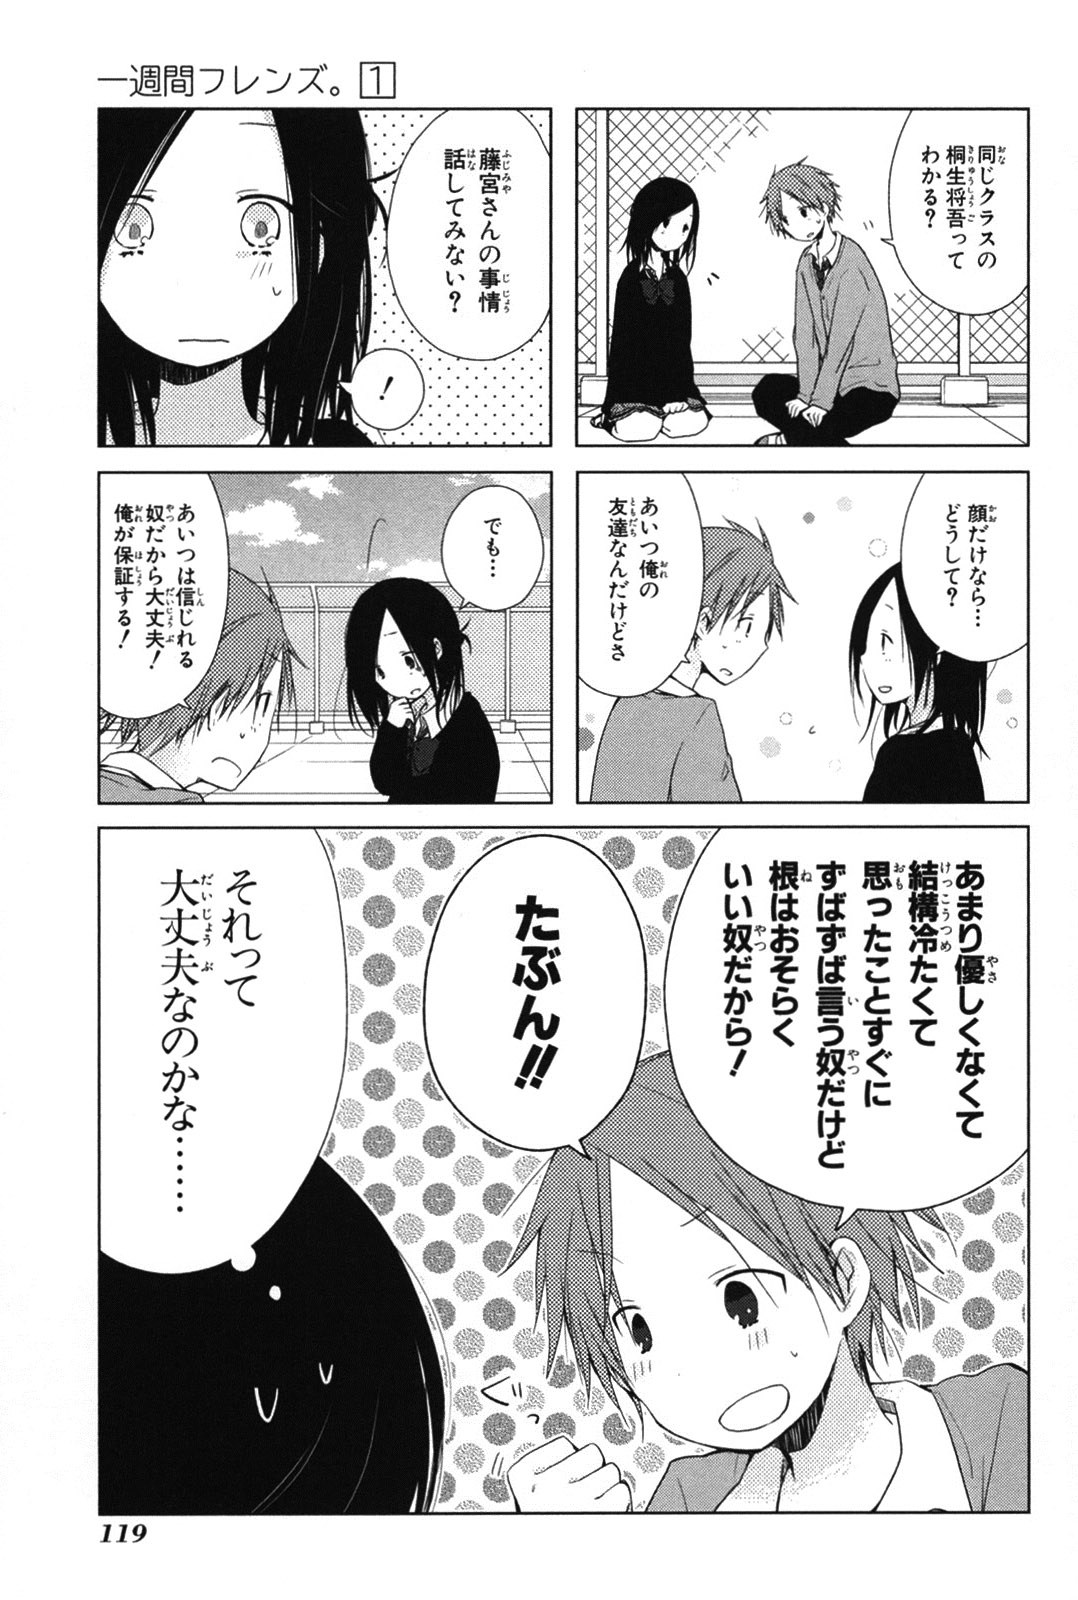 一週間フレンズ。1
同じクラスの
桐生将吾って
わかる?
藤宮さんの事情
話してみない?
!
顔だけなら…
どうして?
あいつ俺の
友達なんだけどさ
でも…
あいつは信じれる
奴だから大丈夫!
俺が保証する!
あまり優しくなくて
結構冷たくて
思ったことすぐに
ずばずば言う奴だけど
根はおそらく
いい奴だから!
たぶん!!
それって
大丈夫なのかな……
119